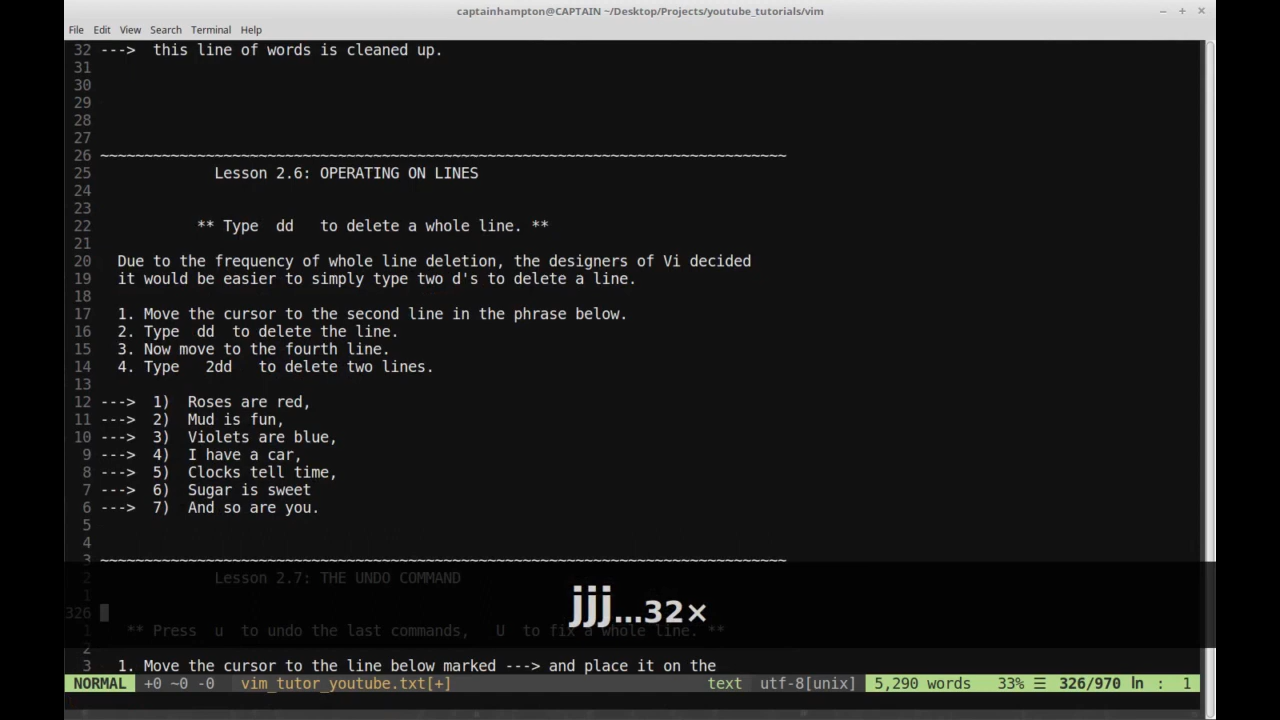 captainhampton@CAPTAIN ~/Desktop/Projects/youtube_tutorials/vim
File Edit View Search Terminal Help
32 ---> this line of words is cleaned up.
31
30
29
28
27
26 ~~~~~~~~~~~~~~~~~~~~~~~~~~~~~~~~~~~~~~~~~~~~~~~~~~~~~~~~~~~~~~~~~~~~~~~~~~~~~~
25 Lesson 2.6: OPERATING ON LINES
24
23
22 ** Type dd to delete a whole line. **
21
20 Due to the frequency of whole line deletion, the designers of Vi decided
19 it would be easier to simply type two d's to delete a line.
18
17 1. Move the cursor to the second line in the phrase below.
16 2. Type dd to delete the line.
15 3. Now move to the fourth line.
14 4. Type 2dd to delete two lines.
13
12 ---> 1) Roses are red,
11 ---> 2) Mud is fun,
10 ---> 3) Violets are blue,
9 ---> 4) I have a car,
8 ---> 5) Clocks tell time,
7 ---> 6) Sugar is sweet
6 ---> 7) And so are you.
5
4
3 ~~~~~~~~~~~~~~~~~~~~~~~~~~~~~~~~~~~~~~~~~~~~~~~~~~~~~~~~~~~~~~~~~~~~~~~~~~~~~~
2 Lesson 2.7: THE UNDO COMMAND
1
326
jjj...32×
1 ** Press u to undo the last commands, U to fix a whole line. **
2
3 1. Move the cursor to the line below marked ---> and place it on the
NORMAL +0 ~0 -0 vim_tutor_youtube.txt[+] text utf-8[unix] 5,290 words 33% ☰ 326/970 ln : 1